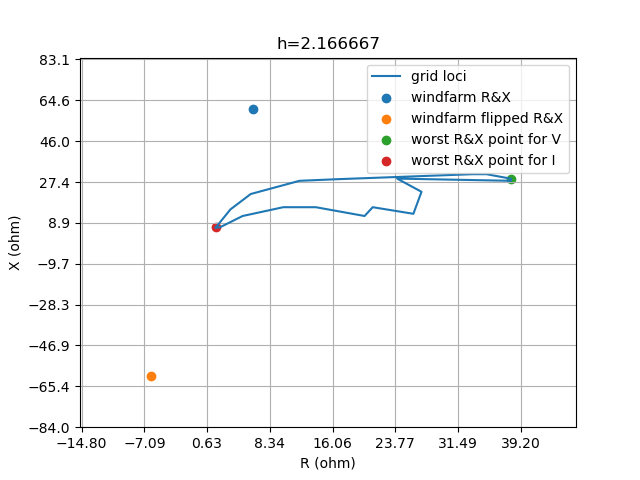 h=2.166667
83.1
64.6
46.0
27.4
8.9
−9.7
−28.3
−46.9
−65.4
−84.0
X (ohm)
grid loci
windfarm R&X
windfarm flipped R&X
worst R&X point for V
worst R&X point for I
−14.80 −7.09 0.63 8.34 16.06 23.77 31.49 39.20
R (ohm)